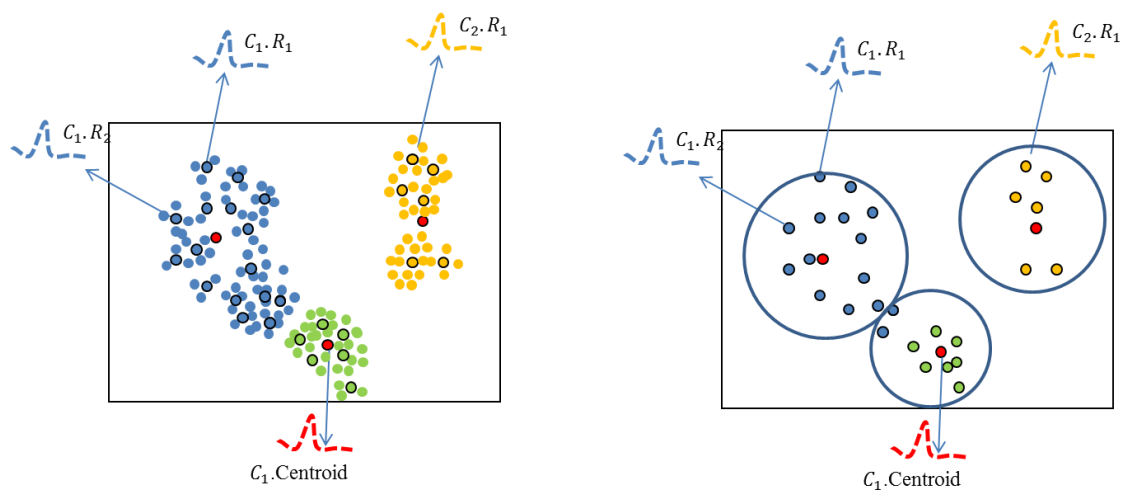 C₁.R₁
C₂.R₁
C₁.R₂
C₁.Centroid
C₁.R₁
C₂.R₁
C₁.R₂
C₁.Centroid